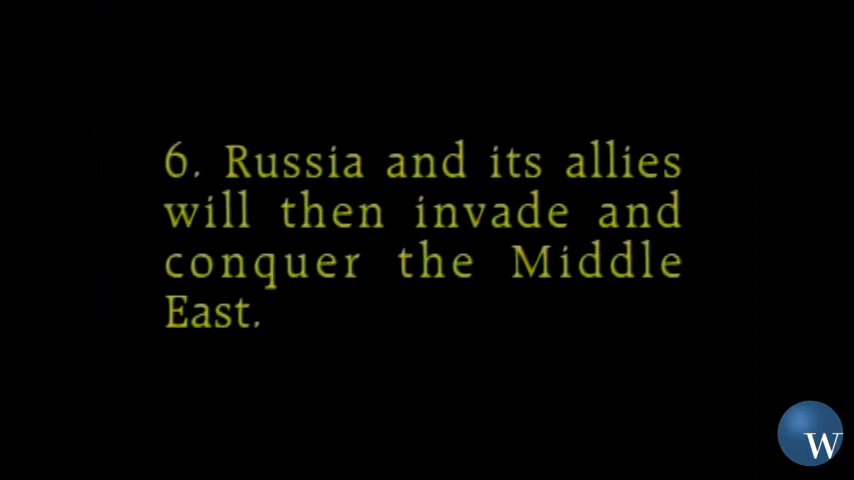 6. Russia and its allies
will then invade and
conquer the Middle
East.
W